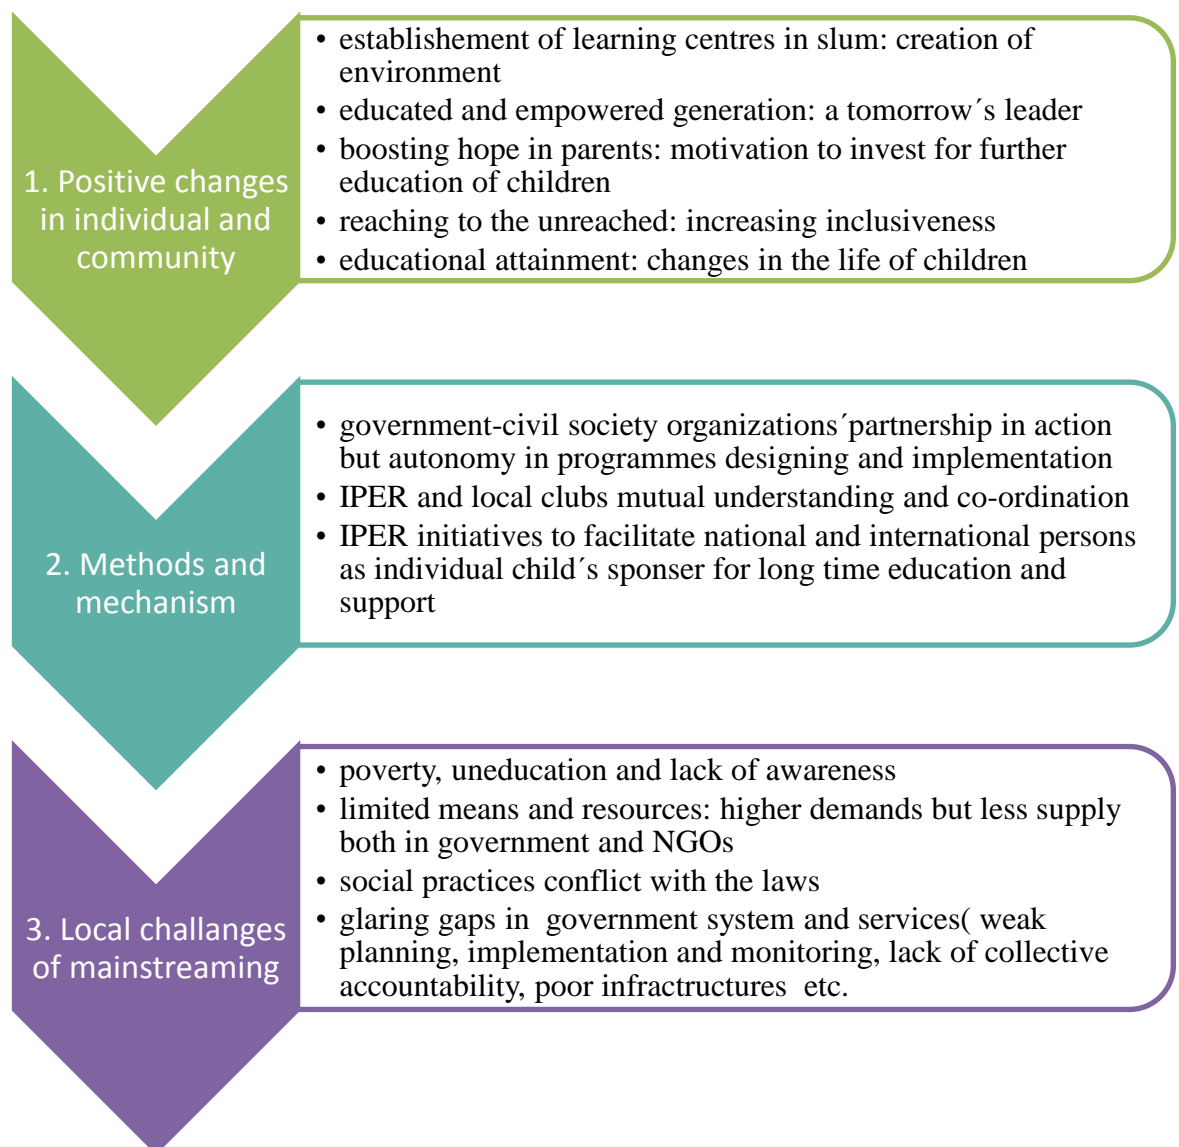 1. Positive changes
in individual and
community
• establishement of learning centres in slum: creation of
environment
• educated and empowered generation: a tomorrow´s leader
• boosting hope in parents: motivation to invest for further
education of children
• reaching to the unreached: increasing inclusiveness
• educational attainment: changes in the life of children
2. Methods and
mechanism
• government-civil society organizations´partnership in action
but autonomy in programmes designing and implementation
• IPER and local clubs mutual understanding and co-ordination
• IPER initiatives to facilitate national and international persons
as individual child´s sponser for long time education and
support
3. Local challanges
of mainstreaming
• poverty, uneducation and lack of awareness
• limited means and resources: higher demands but less supply
both in government and NGOs
• social practices conflict with the laws
• glaring gaps in  government system and services( weak
planning, implementation and monitoring, lack of collective
accountability, poor infractructures  etc.